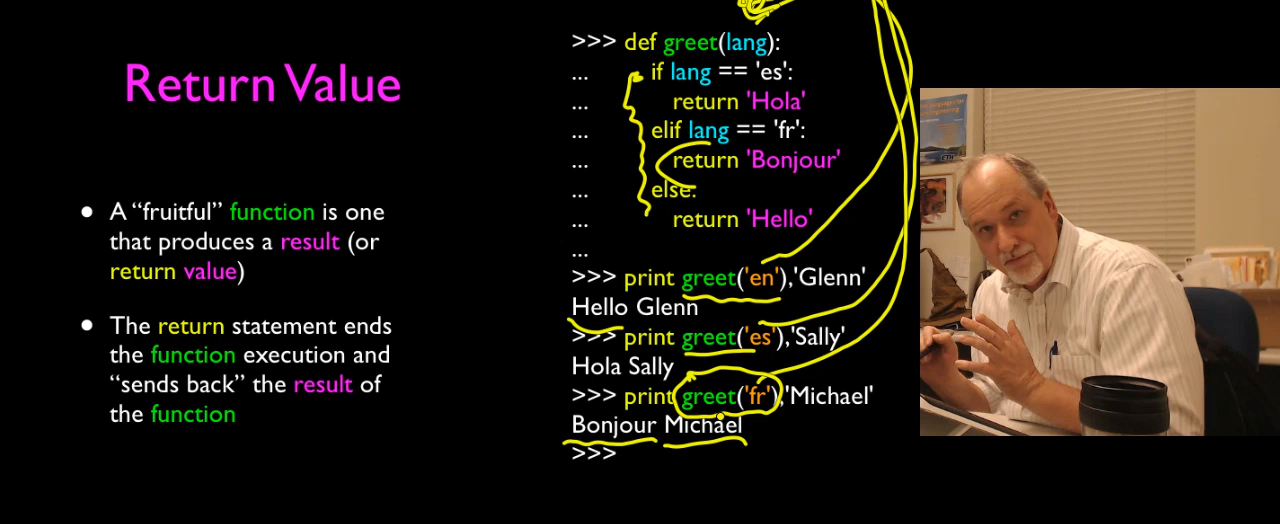 Return Value
A “fruitful” function is one
that produces a result (or
return value)
The return statement ends
the function execution and
“sends back” the result of
the function
>>> def greet(lang):
... if lang == 'es':
... return 'Hola'
... elif lang == 'fr':
... return 'Bonjour'
... else:
... return 'Hello'
...
>>> print greet('en'),'Glenn'
Hello Glenn
>>> print greet('es'),'Sally'
Hola Sally
>>> print greet('fr'),'Michael'
Bonjour Michael
>>>